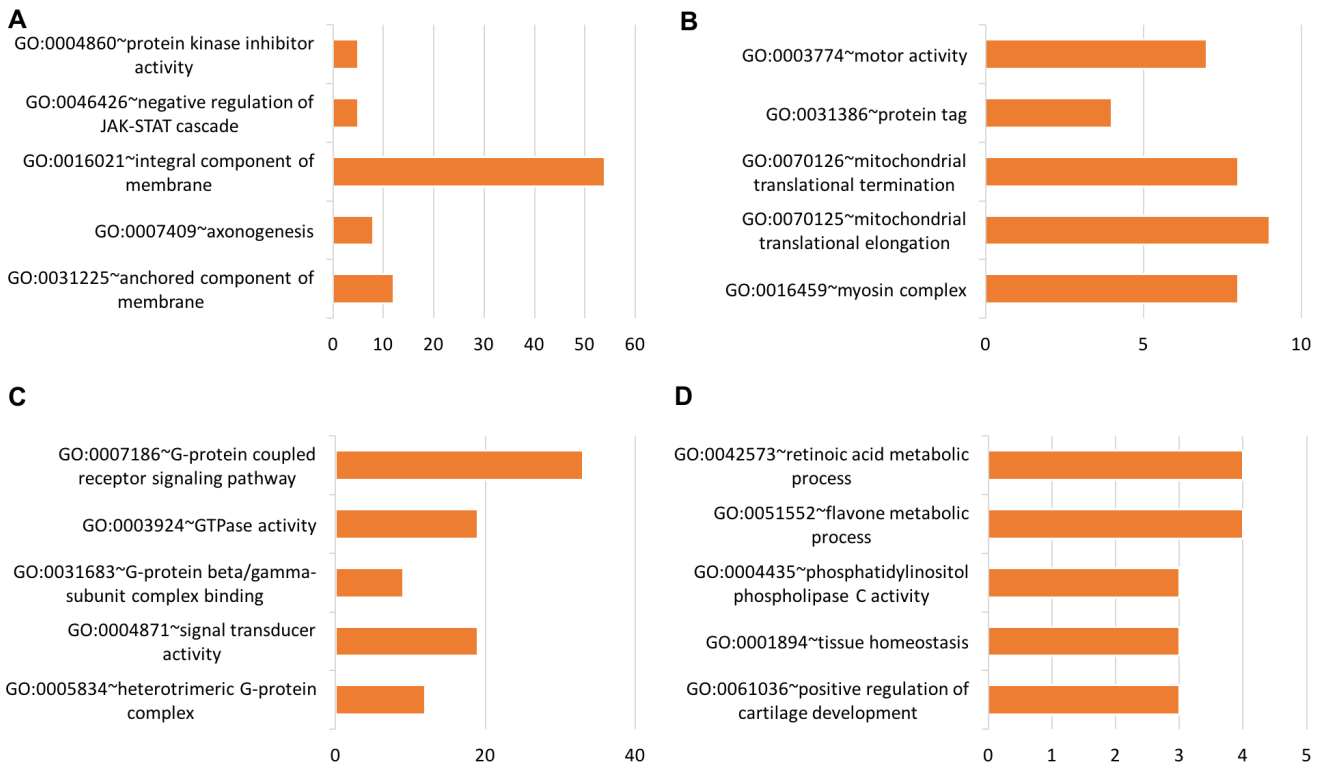 A
GO:0004860~protein kinase inhibitor
activity
GO:0046426~negative regulation of
JAK-STAT cascade
GO:0016021~integral component of
membrane
GO:0007409~axonogenesis
GO:0031225~anchored component of
membrane
0 10 20 30 40 50 60
B
GO:0003774~motor activity
GO:0031386~protein tag
GO:0070126~mitochondrial
translational termination
GO:0070125~mitochondrial
translational elongation
GO:0016459~myosin complex
0 5 10
C
GO:0007186~G-protein coupled
receptor signaling pathway
GO:0003924~GTPase activity
GO:0031683~G-protein beta/gamma-
subunit complex binding
GO:0004871~signal transducer
activity
GO:0005834~heterotrimeric G-protein
complex
0 20 40
D
GO:0042573~retinoic acid metabolic
process
GO:0051552~flavone metabolic
process
GO:0004435~phosphatidylinositol
phospholipase C activity
GO:0001894~tissue homeostasis
GO:0061036~positive regulation of
cartilage development
0 1 2 3 4 5